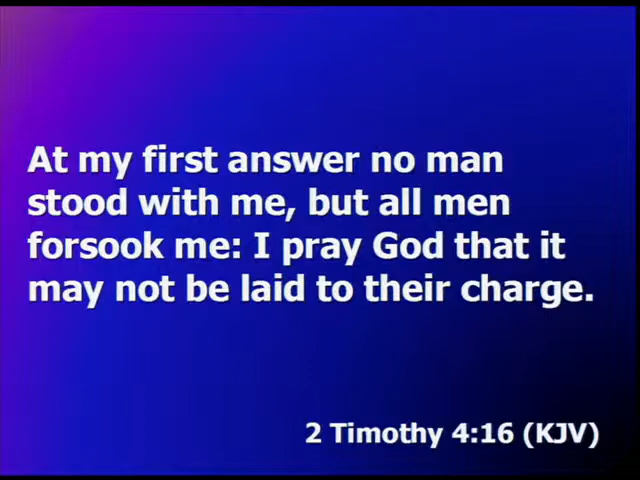 At my first answer no man
stood with me, but all men
forsook me: I pray God that it
may not be laid to their charge.
2 Timothy 4:16 (KJV)